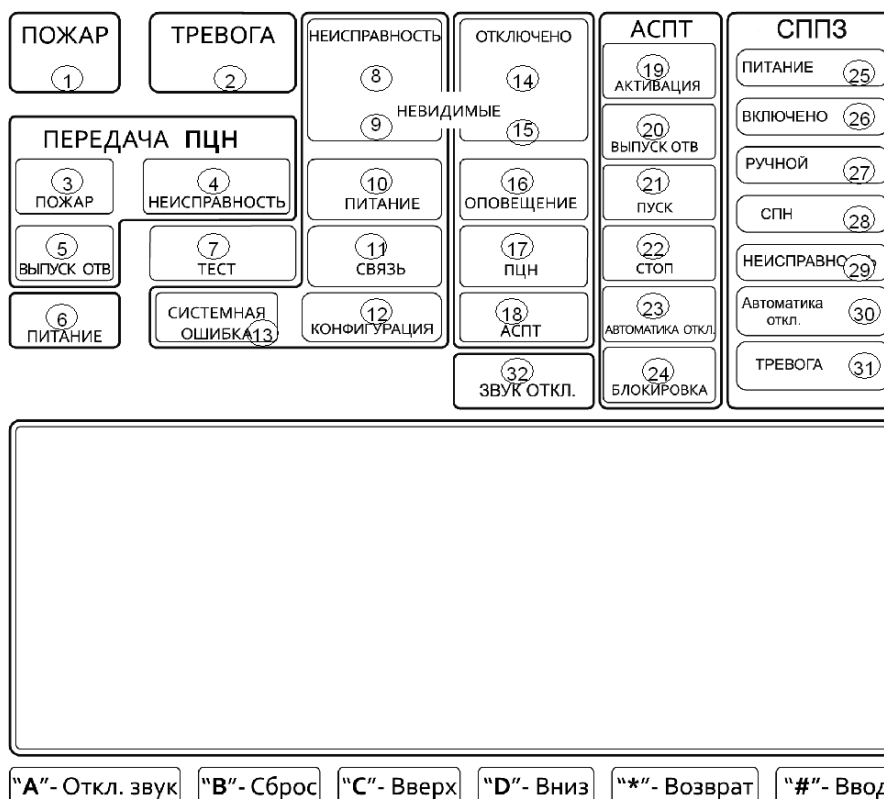 ПОЖАР
1
ТРЕВОГА
2
НЕИСПРАВНОСТЬ
8
9
ОТКЛЮЧЕНО
14
15
НЕВИДИМЫЕ
ПЕРЕДАЧА ПЦН
3
ПОЖАР
4
НЕИСПРАВНОСТЬ
5
ВЫПУСК ОТВ
7
ТЕСТ
6
ПИТАНИЕ
СИСТЕМНАЯ
ОШИБКА 13
10
ПИТАНИЕ
11
СВЯЗЬ
12
КОНФИГУРАЦИЯ
16
ОПОВЕЩЕНИЕ
17
ПЦН
18
АСПТ
32
ЗВУК ОТКЛ.
АСПТ
19
АКТИВАЦИЯ
20
ВЫПУСК ОТВ
21
ПУСК
22
СТОП
23
АВТОМАТИКА ОТКЛ.
24
БЛОКИРОВКА
СППЗ
ПИТАНИЕ 25
ВКЛЮЧЕНО 26
РУЧНОЙ 27
СПН 28
НЕИСПРАВНОСТЬ 29
Автоматика
откл. 30
ТРЕВОГА 31
"A"- Откл. звук "B"- Сброс "C"- Вверх "D"- Вниз "*"- Возврат "#"- Ввод